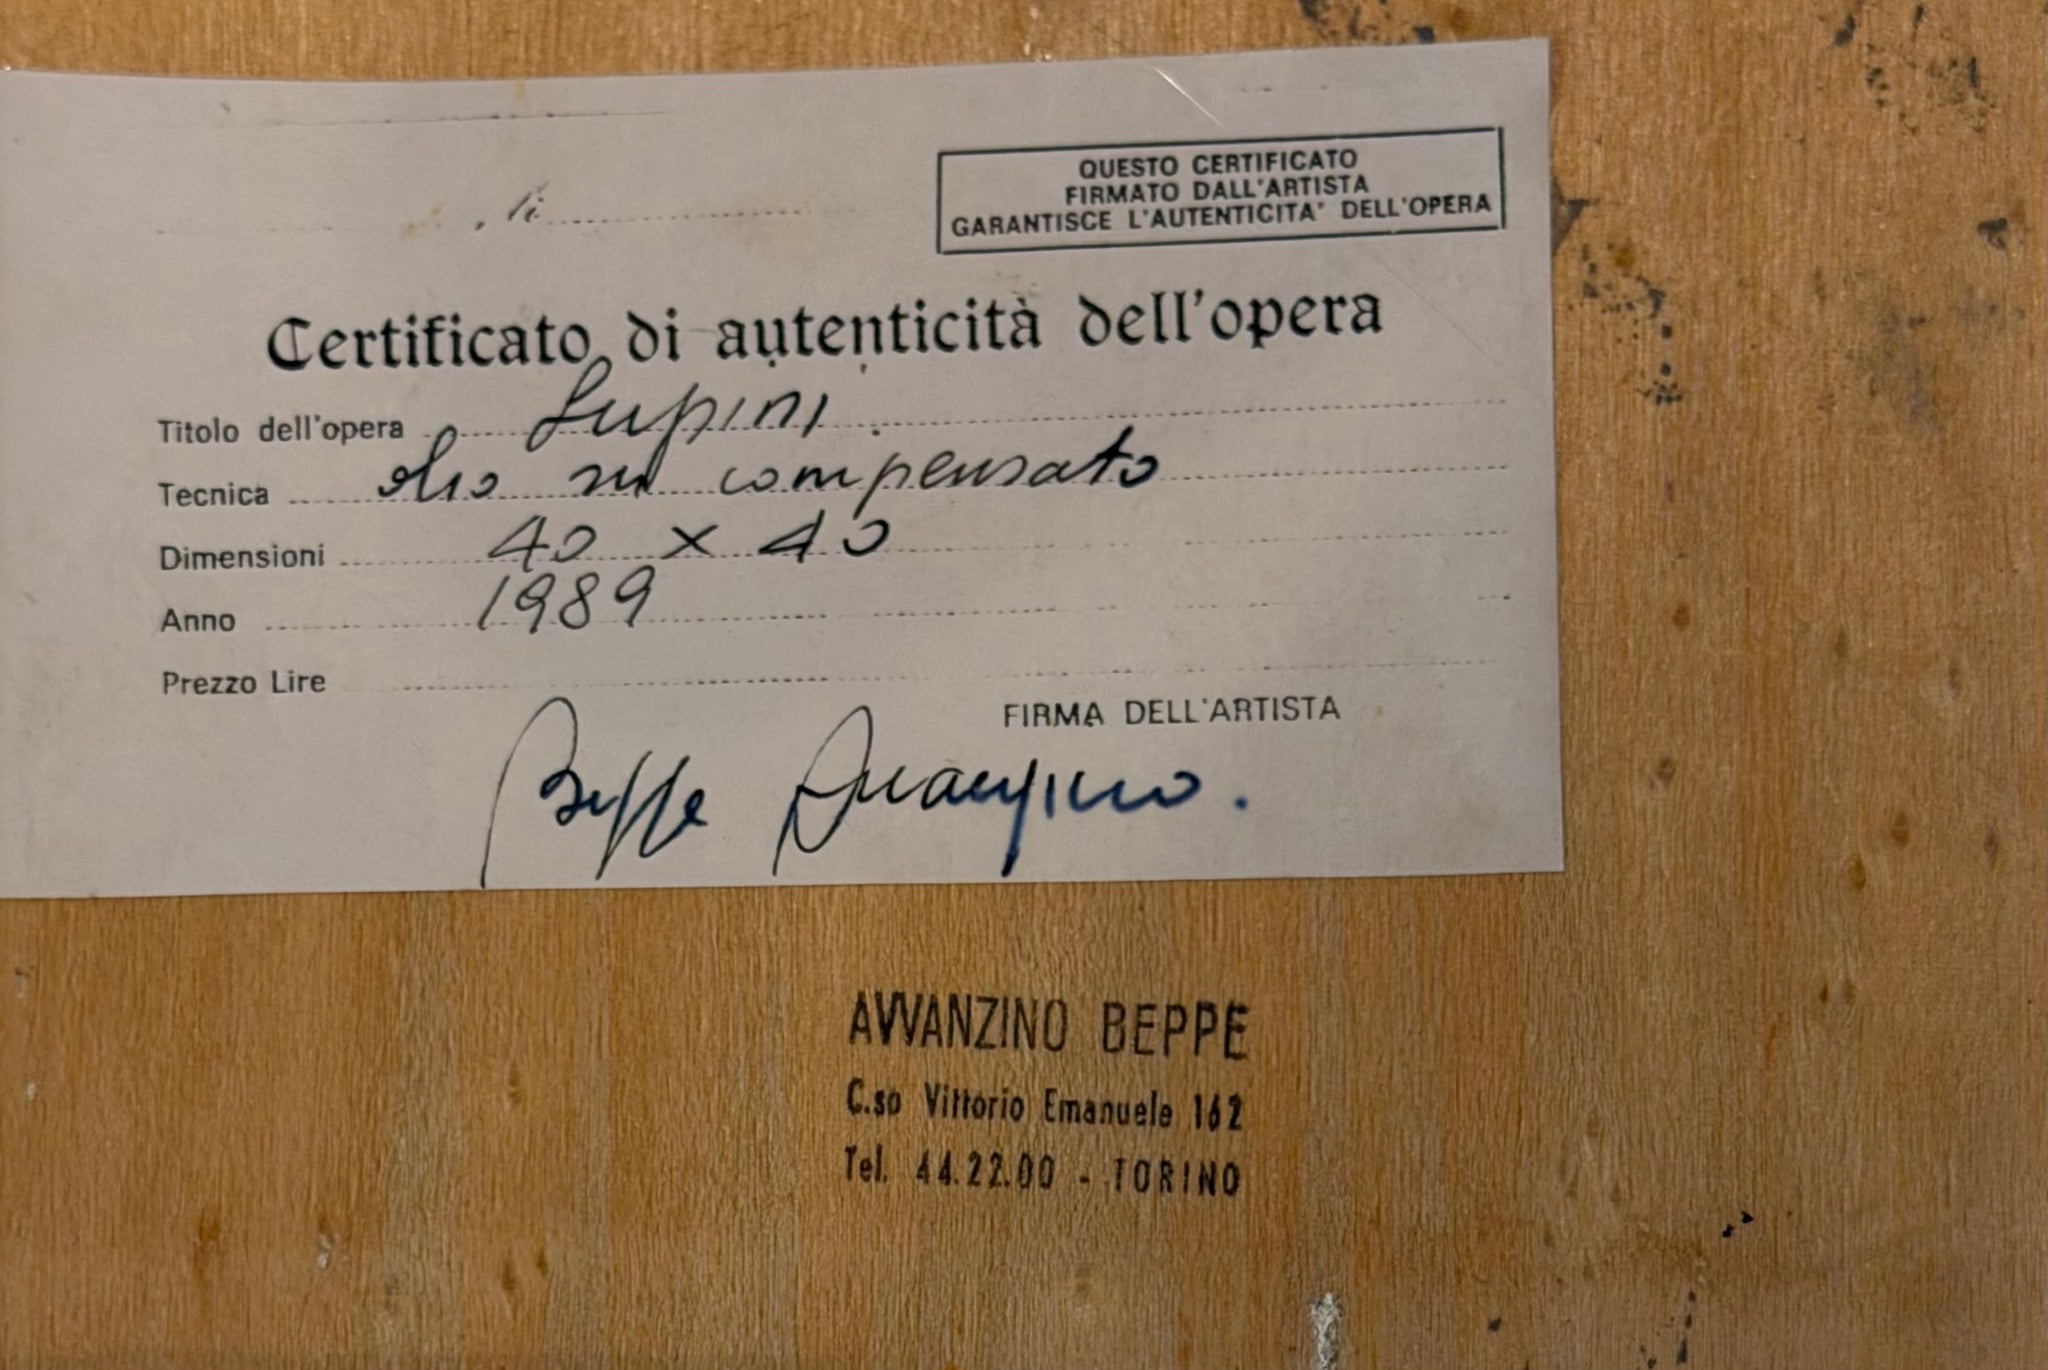 , li
QUESTO CERTIFICATO
FIRMATO DALL'ARTISTA
GARANTISCE L'AUTENTICITA' DELL'OPERA
Certificato di autenticità dell'opera
Titolo dell'opera Lupini
Tecnica olio su compensato
Dimensioni 40 x 40
Anno 1989
Prezzo Lire
FIRMA DELL'ARTISTA
Beppe Avvanzino.
AVVANZINO BEPPE
C.so Vittorio Emanuele 162
Tel. 44.22.00 - TORINO